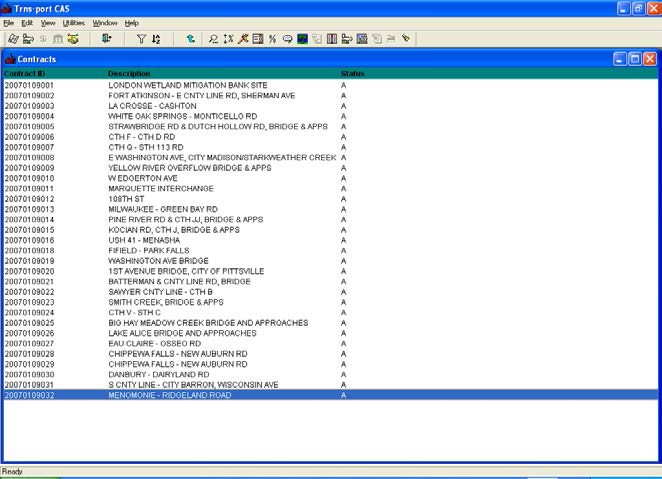 Trns·port CAS
File Edit View Utilities Window Help
Contracts
Contract ID Description Status
20070109001 LONDON WETLAND MITIGATION BANK SITE A
20070109002 FORT ATKINSON - E CNTY LINE RD, SHERMAN AVE A
20070109003 LA CROSSE - CASHTON A
20070109004 WHITE OAK SPRINGS - MONTICELLO RD A
20070109005 STRAWBRIDGE RD & DUTCH HOLLOW RD, BRIDGE & APPS A
20070109006 CTH F - CTH D RD A
20070109007 CTH Q - STH 113 RD A
20070109008 E WASHINGTON AVE, CITY MADISON/STARKWEATHER CREEK A
20070109009 YELLOW RIVER OVERFLOW BRIDGE & APPS A
20070109010 W EDGERTON AVE A
20070109011 MARQUETTE INTERCHANGE A
20070109012 108TH ST A
20070109013 MILWAUKEE - GREEN BAY RD A
20070109014 PINE RIVER RD & CTH JJ, BRIDGE & APPS A
20070109015 KOCIAN RD, CTH J, BRIDGE & APPS A
20070109016 USH 41 - MENASHA A
20070109018 FIFIELD - PARK FALLS A
20070109019 WASHINGTON AVE BRIDGE A
20070109020 1ST AVENUE BRIDGE, CITY OF PITTSVILLE A
20070109021 BATTERMAN & CNTY LINE RD, BRIDGE A
20070109022 SAWYER CNTY LINE - CTH B A
20070109023 SMITH CREEK, BRIDGE & APPS A
20070109024 CTH V - STH C A
20070109025 BIG HAY MEADOW CREEK BRIDGE AND APPROACHES A
20070109026 LAKE ALICE BRIDGE AND APPROACHES A
20070109027 EAU CLAIRE - OSSEO RD A
20070109028 CHIPPEWA FALLS - NEW AUBURN RD A
20070109029 CHIPPEWA FALLS - NEW AUBURN RD A
20070109030 DANBURY - DAIRYLAND RD A
20070109031 S CNTY LINE - CITY BARRON, WISCONSIN AVE A
20070109032 MENOMONIE - RIDGELAND ROAD A
Ready